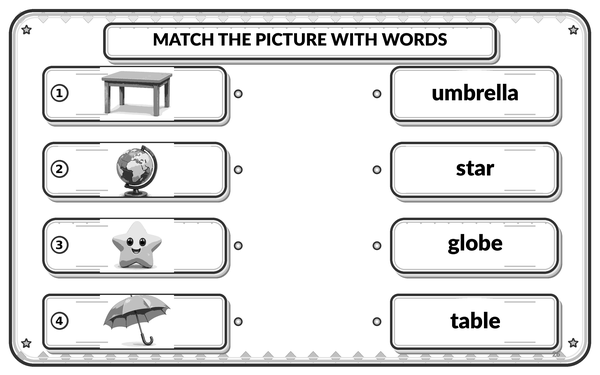 MATCH THE PICTURE WITH WORDS
1
umbrella
2
star
3
globe
4
table